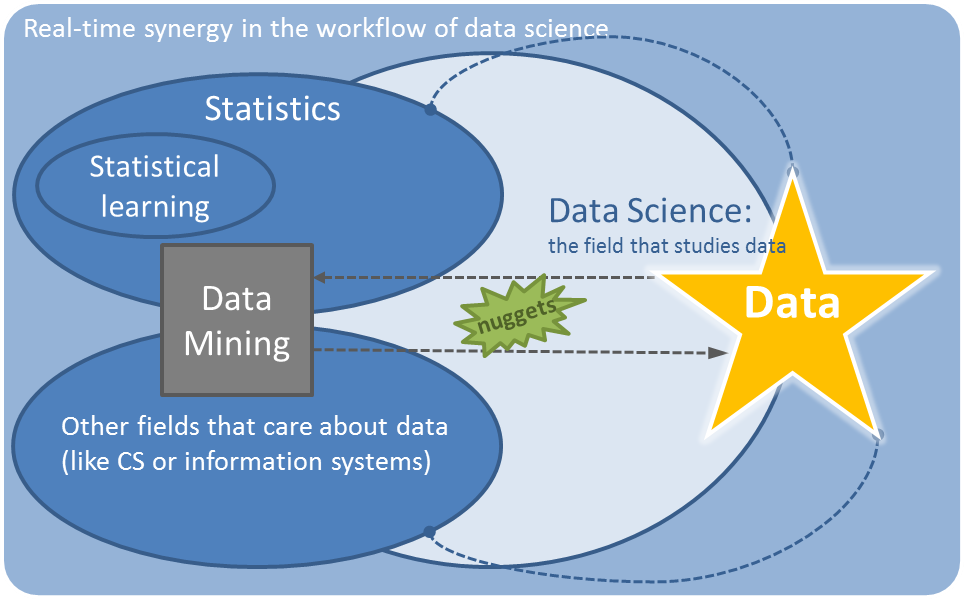 Real-time synergy in the workflow of data science
Statistics
Statistical
learning
Data Science:
the field that studies data
Data
Mining
nuggets
Data
Other fields that care about data
(like CS or information systems)